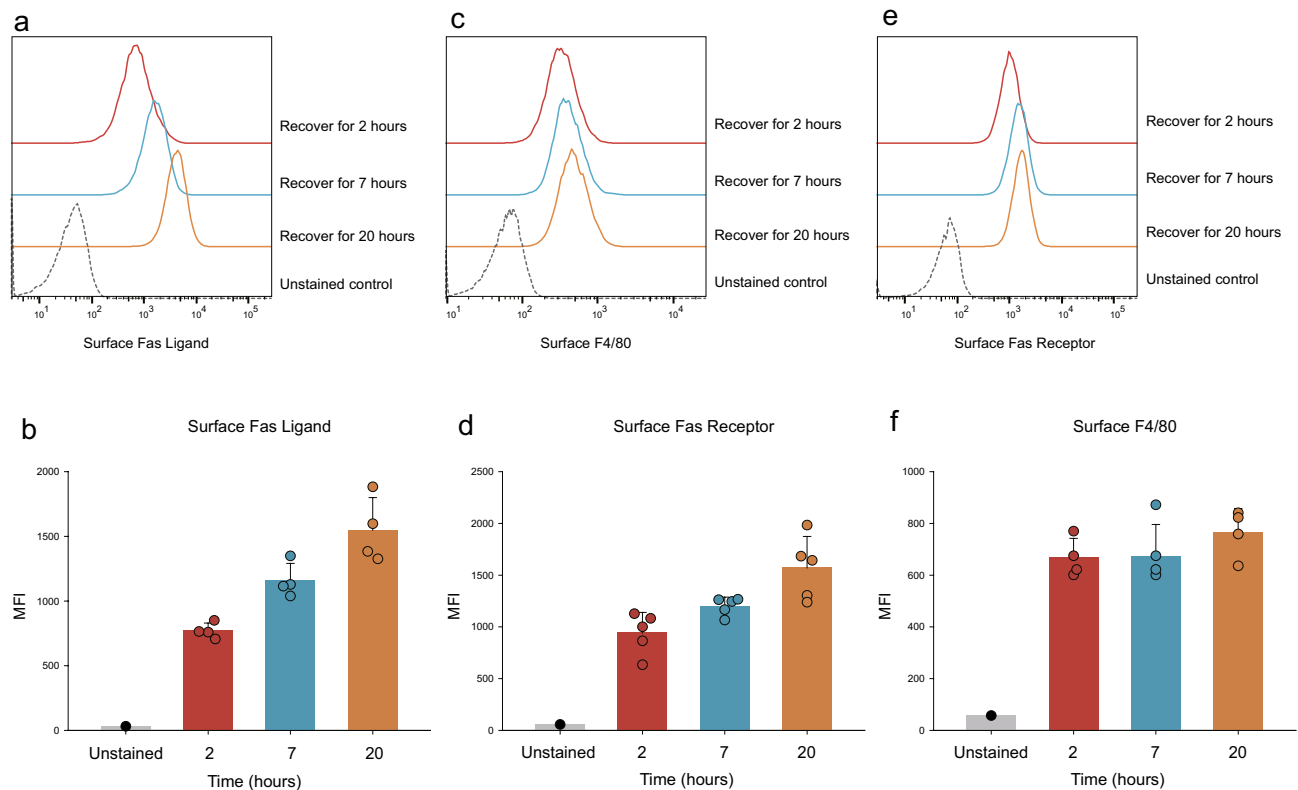 a
Recover for 2 hours
Recover for 7 hours
Recover for 20 hours
Unstained control
10¹ 10² 10³ 10⁴ 10⁵
Surface Fas Ligand
c
Recover for 2 hours
Recover for 7 hours
Recover for 20 hours
Unstained control
10¹ 10² 10³ 10⁴
Surface F4/80
e
Recover for 2 hours
Recover for 7 hours
Recover for 20 hours
Unstained control
10¹ 10² 10³ 10⁴ 10⁵
Surface Fas Receptor
b
Surface Fas Ligand
2000
1500
1000
500
0
MFI
Unstained 2 7 20
Time (hours)
d
Surface Fas Receptor
2500
2000
1500
1000
500
0
MFI
Unstained 2 7 20
Time (hours)
f
Surface F4/80
1000
800
600
400
200
0
MFI
Unstained 2 7 20
Time (hours)